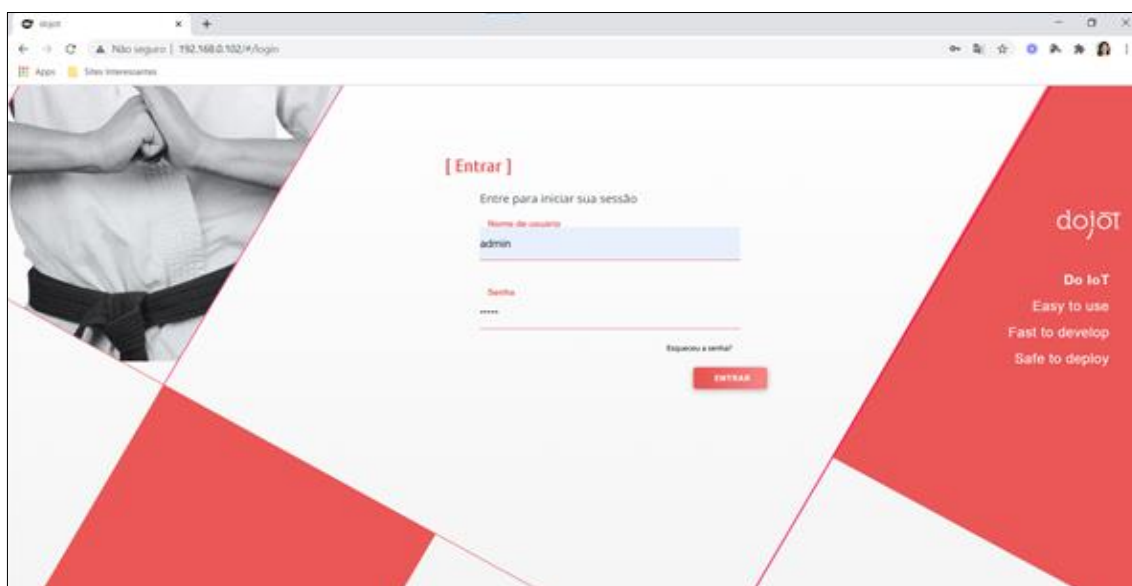 dojot
Não seguro | 192.168.0.102/#/login
Apps Sites Interessantes
[ Entrar ]
Entre para iniciar sua sessão
Nome de usuário
admin
Senha
•••••
Esqueceu a senha?
ENTRAR
dojot
Do IoT
Easy to use
Fast to develop
Safe to deploy